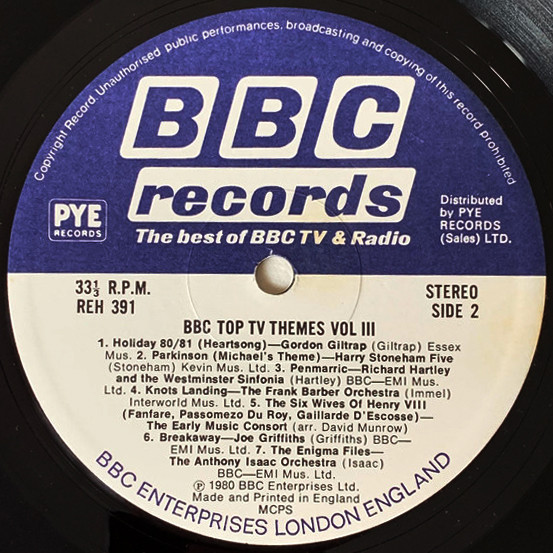 Copyright Record. Unauthorised public performances, broadcasting and copying of this record prohibited
BBC
records
The best of BBC TV & Radio
PYE
RECORDS
Distributed
by PYE
RECORDS
(Sales) LTD.
33⅓ R.P.M.
REH 391
STEREO
SIDE 2
BBC TOP TV THEMES VOL III
1. Holiday 80/81 (Heartsong)—Gordon Giltrap (Giltrap) Essex
Mus. 2. Parkinson (Michael's Theme)—Harry Stoneham Five
(Stoneham) Kevin Mus. Ltd. 3. Penmarric—Richard Hartley
and the Westminster Sinfonia (Hartley) BBC—EMI Mus.
Ltd. 4. Knots Landing—The Frank Barber Orchestra (Immel)
Interworld Mus. Ltd. 5. The Six Wives Of Henry VIII
(Fanfare, Passomezo Du Roy, Gaillarde D'Escosse)—
The Early Music Consort (arr. David Munrow)
6. Breakaway—Joe Griffiths (Griffiths) BBC—
EMI Mus. Ltd. 7. The Enigma Files—
The Anthony Isaac Orchestra (Isaac)
BBC—EMI Mus. Ltd.
℗ 1980 BBC Enterprises Ltd.
Made and Printed in England
MCPS
BBC ENTERPRISES LONDON ENGLAND